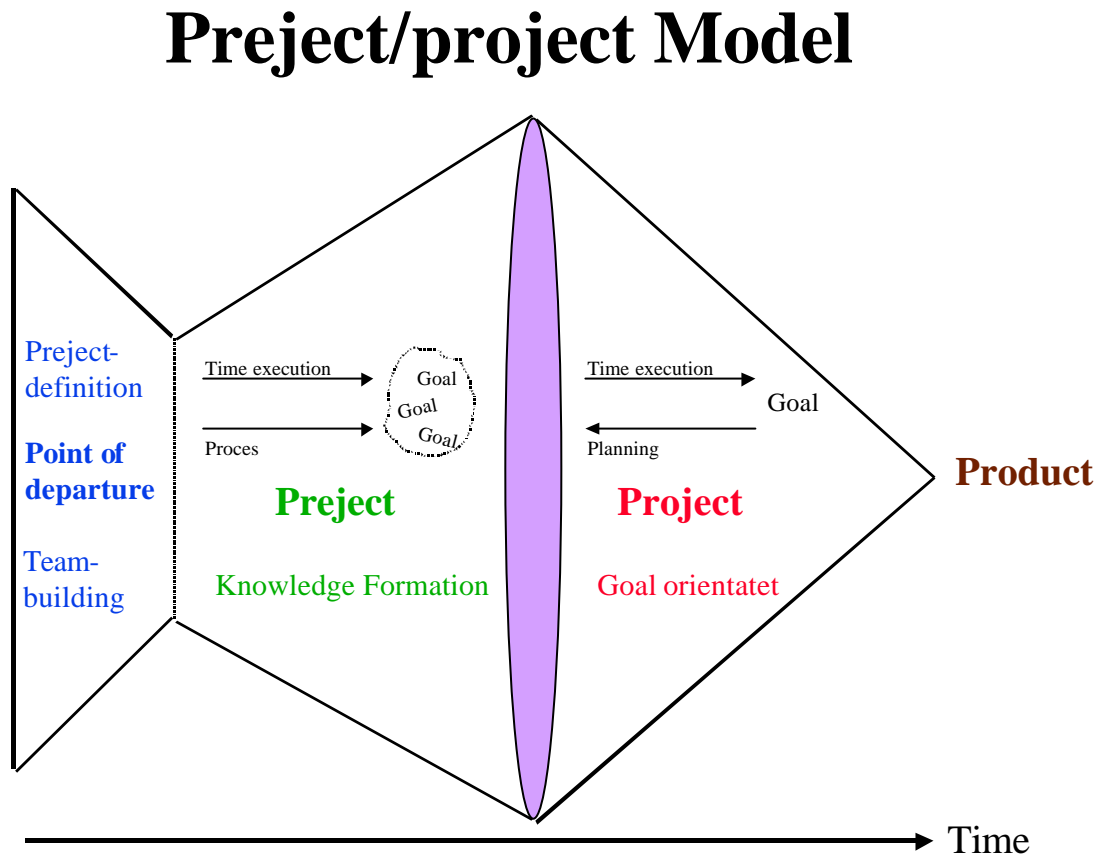 Preject/project Model
Preject-
definition
Point of
departure
Team-
building
Time execution
Proces
Goal
Goal
Goal
Preject
Knowledge Formation
Time execution
Goal
Planning
Project
Goal orientatet
Product
Time